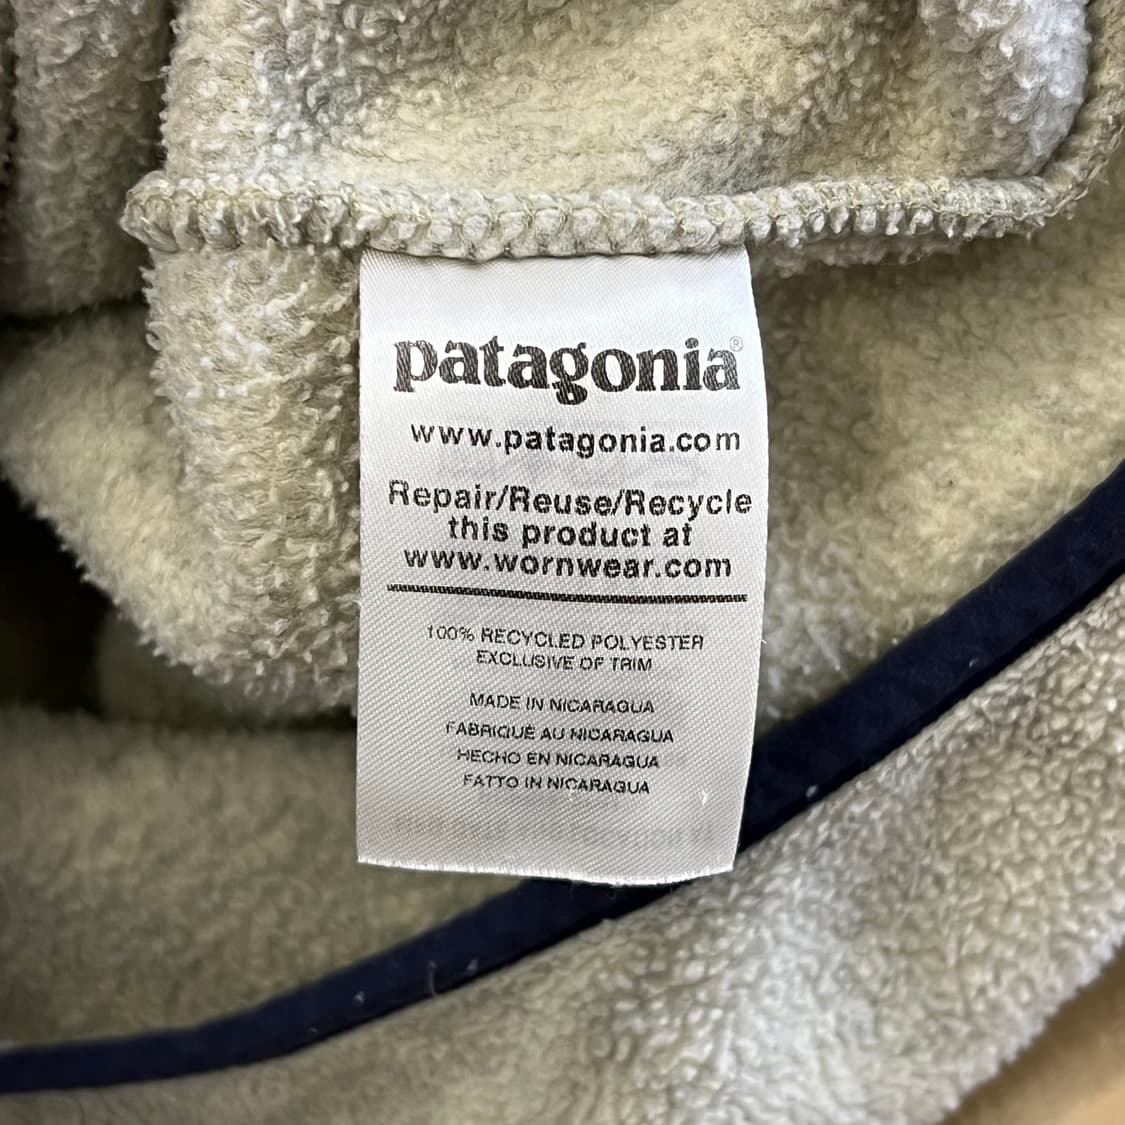 patagonia®
www.patagonia.com
Repair/Reuse/Recycle
this product at
www.wornwear.com
100% RECYCLED POLYESTER
EXCLUSIVE OF TRIM
MADE IN NICARAGUA
FABRIQUÉ AU NICARAGUA
HECHO EN NICARAGUA
FATTO IN NICARAGUA